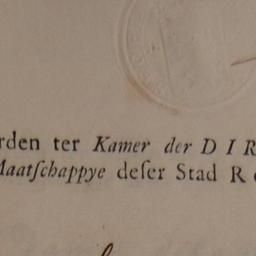 rden ter Kamer der D I R
Maatſchappye deſer Stad R